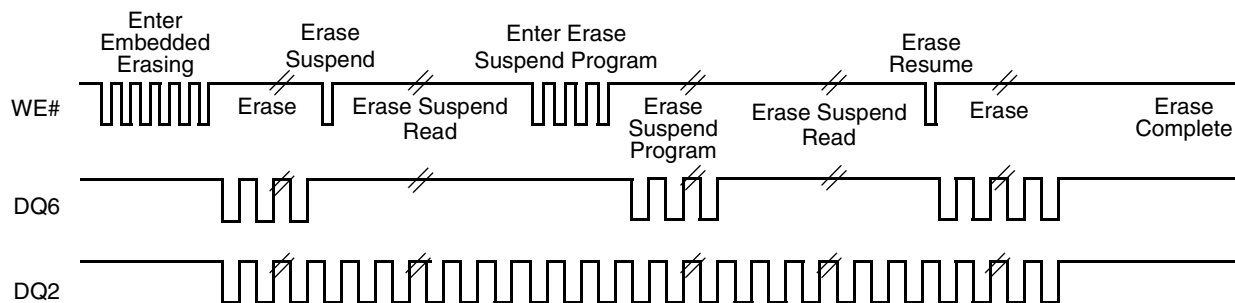 Enter
Embedded
Erasing
Erase
Suspend
Enter Erase
Suspend Program
Erase
Resume
WE#
Erase
Erase Suspend
Read
Erase
Suspend
Program
Erase Suspend
Read
Erase
Erase
Complete
DQ6
DQ2